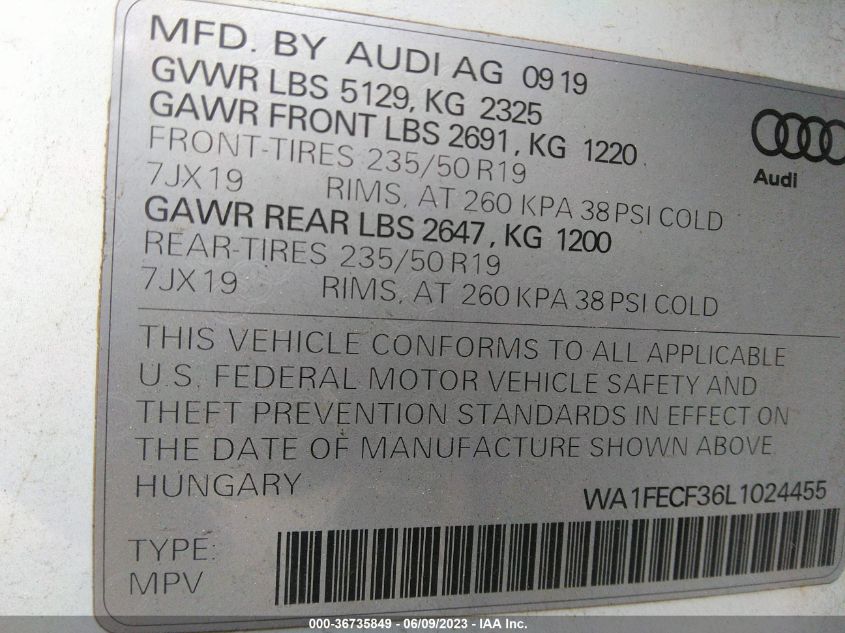 MFD. BY AUDI AG 0919
GVWR LBS 5129, KG 2325
GAWR FRONT LBS 2691, KG 1220
FRONT-TIRES 235/50 R19
7JX19 RIMS, AT 260 KPA 38 PSI COLD
GAWR REAR LBS 2647, KG 1200
REAR-TIRES 235/50 R19
7JX19 RIMS, AT 260 KPA 38 PSI COLD
Audi
THIS VEHICLE CONFORMS TO ALL APPLICABLE
U.S. FEDERAL MOTOR VEHICLE SAFETY AND
THEFT PREVENTION STANDARDS IN EFFECT ON
THE DATE OF MANUFACTURE SHOWN ABOVE
HUNGARY
WA1FECF36L1024455
TYPE:
MPV
000-36735849 - 06/09/2023 - IAA Inc.